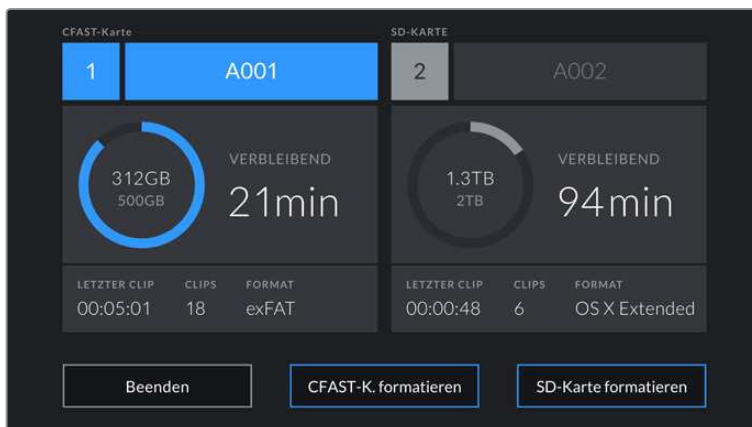 CFAST-Karte
1
A001
312GB
500GB
VERBLEIBEND
21min
LETZTER CLIP CLIPS FORMAT
00:05:01 18 exFAT
SD-KARTE
2
A002
1.3TB
2TB
VERBLEIBEND
94min
LETZTER CLIP CLIPS FORMAT
00:00:48 6 OS X Extended
Beenden
CFAST-K. formatieren
SD-Karte formatieren